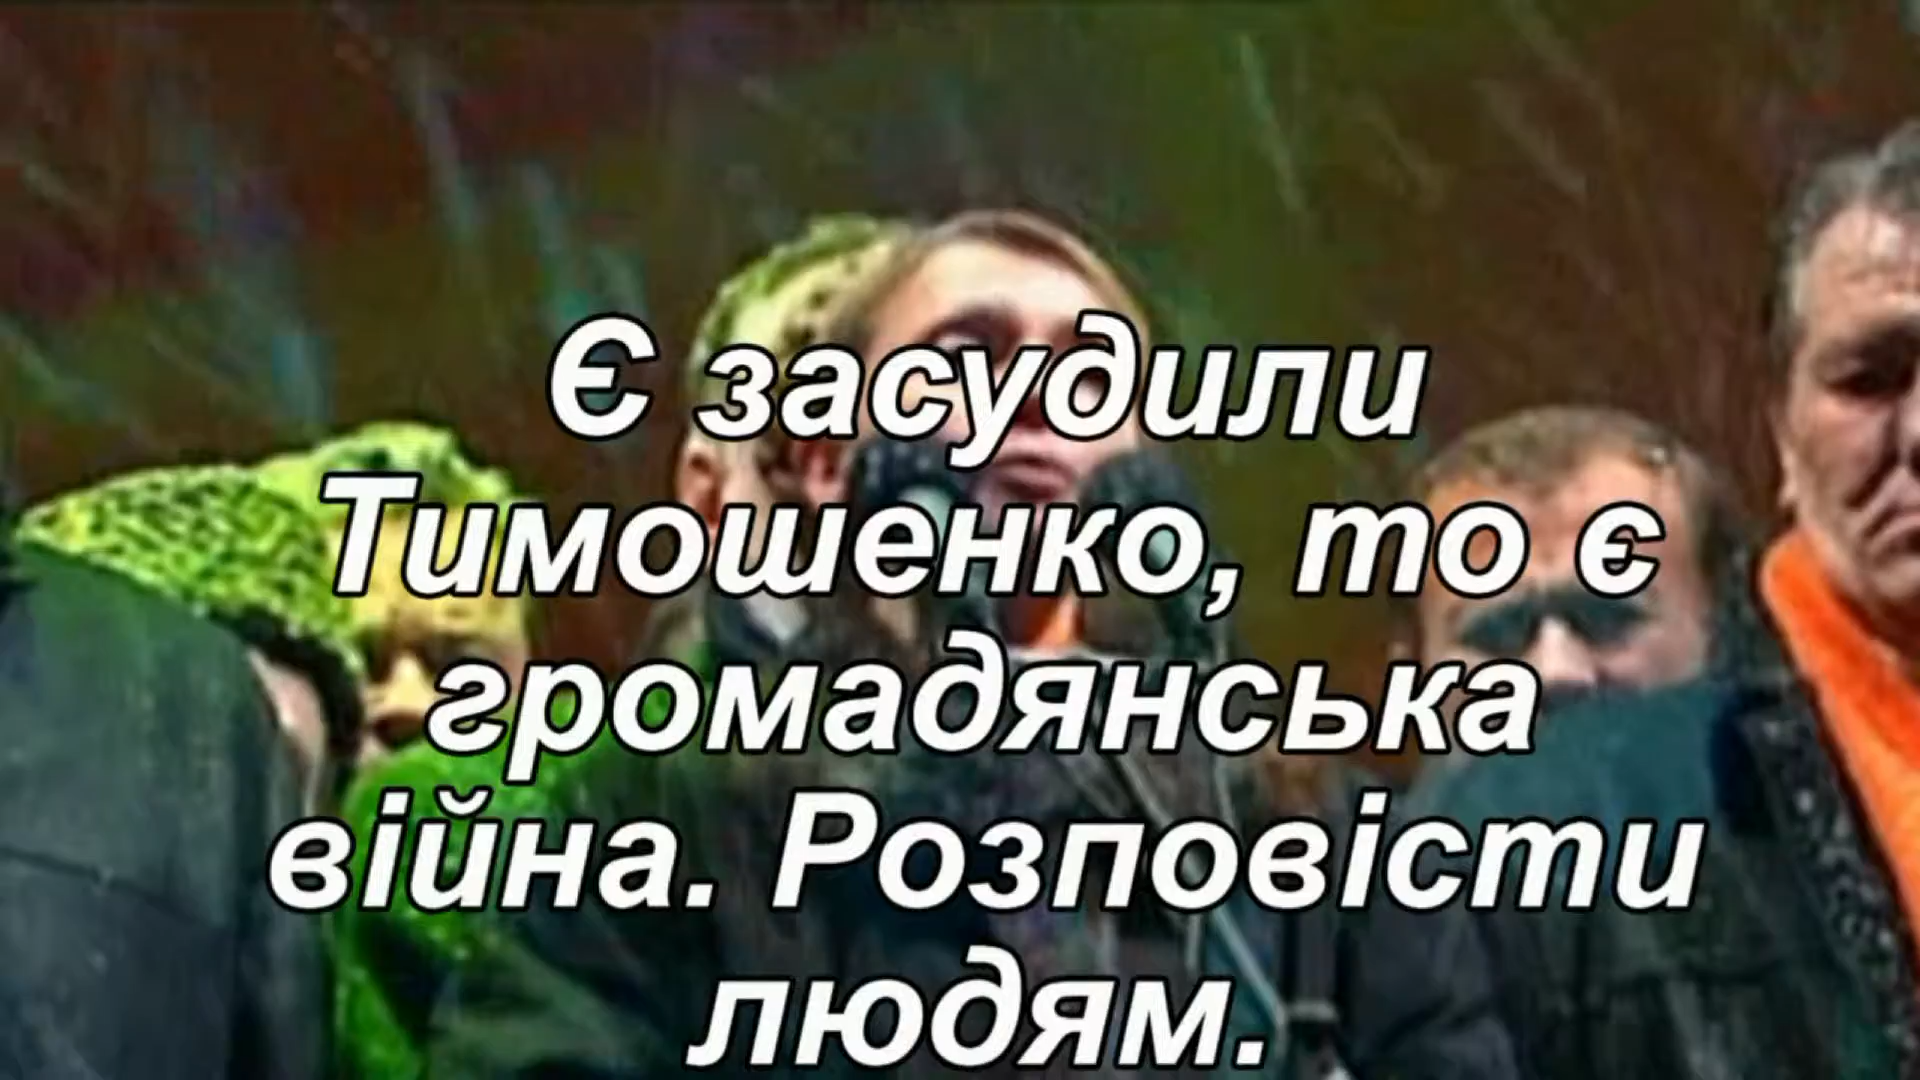 Є засудили
Тимошенко, то є
громадянська
війна. Розповісти
людям.